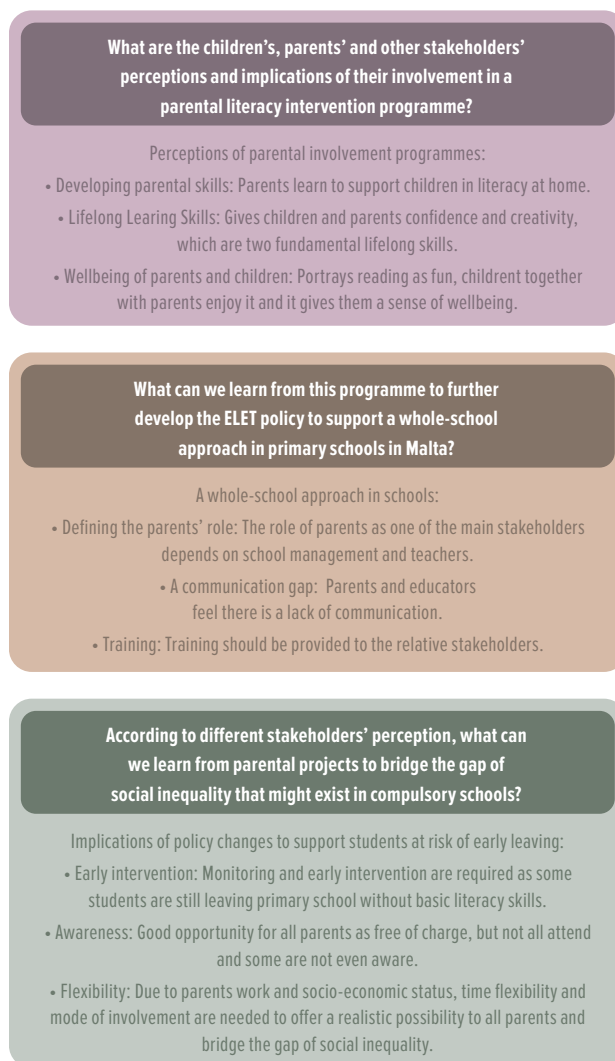 What are the children's, parents' and other stakeholders'
perceptions and implications of their involvement in a
parental literacy intervention programme?
Perceptions of parental involvement programmes:
• Developing parental skills: Parents learn to support children in literacy at home.
• Lifelong Learing Skills: Gives children and parents confidence and creativity,
which are two fundamental lifelong skills.
• Wellbeing of parents and children: Portrays reading as fun, childrent together
with parents enjoy it and it gives them a sense of wellbeing.
What can we learn from this programme to further
develop the ELET policy to support a whole-school
approach in primary schools in Malta?
A whole-school approach in schools:
• Defining the parents' role: The role of parents as one of the main stakeholders
depends on school management and teachers.
• A communication gap: Parents and educators
feel there is a lack of communication.
• Training: Training should be provided to the relative stakeholders.
According to different stakeholders' perception, what can
we learn from parental projects to bridge the gap of
social inequality that might exist in compulsory schools?
Implications of policy changes to support students at risk of early leaving:
• Early intervention: Monitoring and early intervention are required as some
students are still leaving primary school without basic literacy skills.
• Awareness: Good opportunity for all parents as free of charge, but not all attend
and some are not even aware.
• Flexibility: Due to parents work and socio-economic status, time flexibility and
mode of involvement are needed to offer a realistic possibility to all parents and
bridge the gap of social inequality.